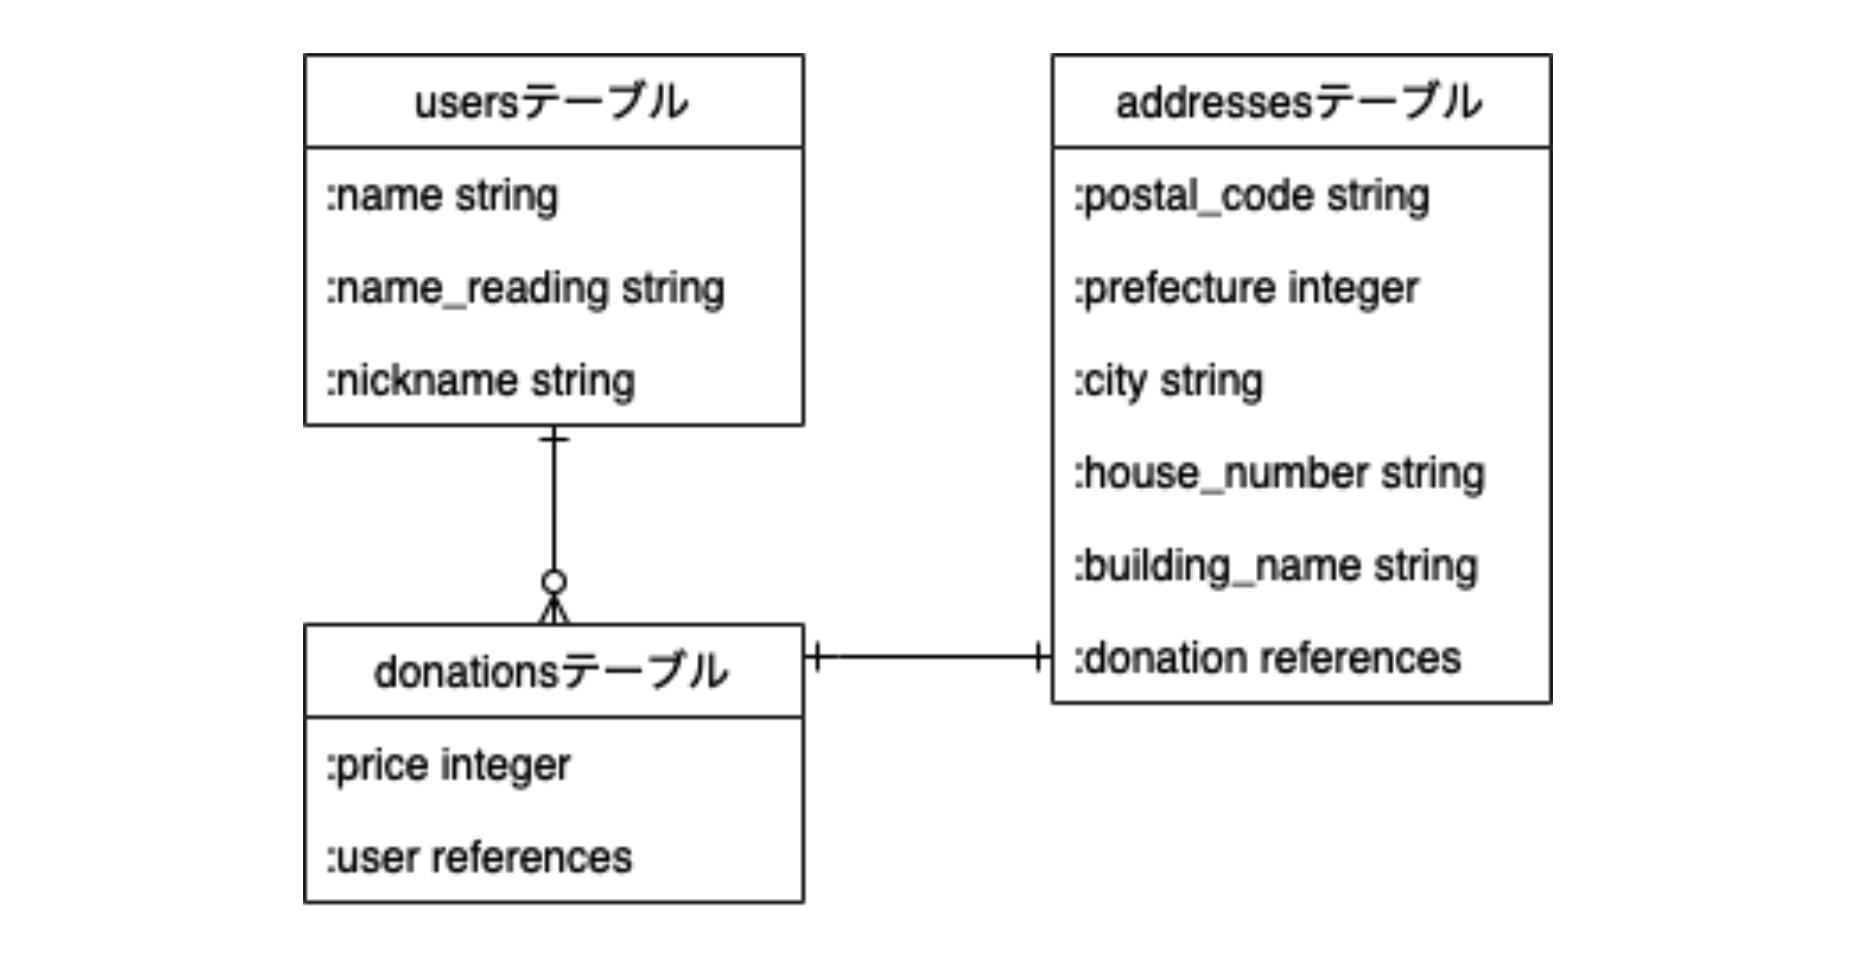 usersテーブル
:name string
:name_reading string
:nickname string
donationsテーブル
:price integer
:user references
addressesテーブル
:postal_code string
:prefecture integer
:city string
:house_number string
:building_name string
:donation references